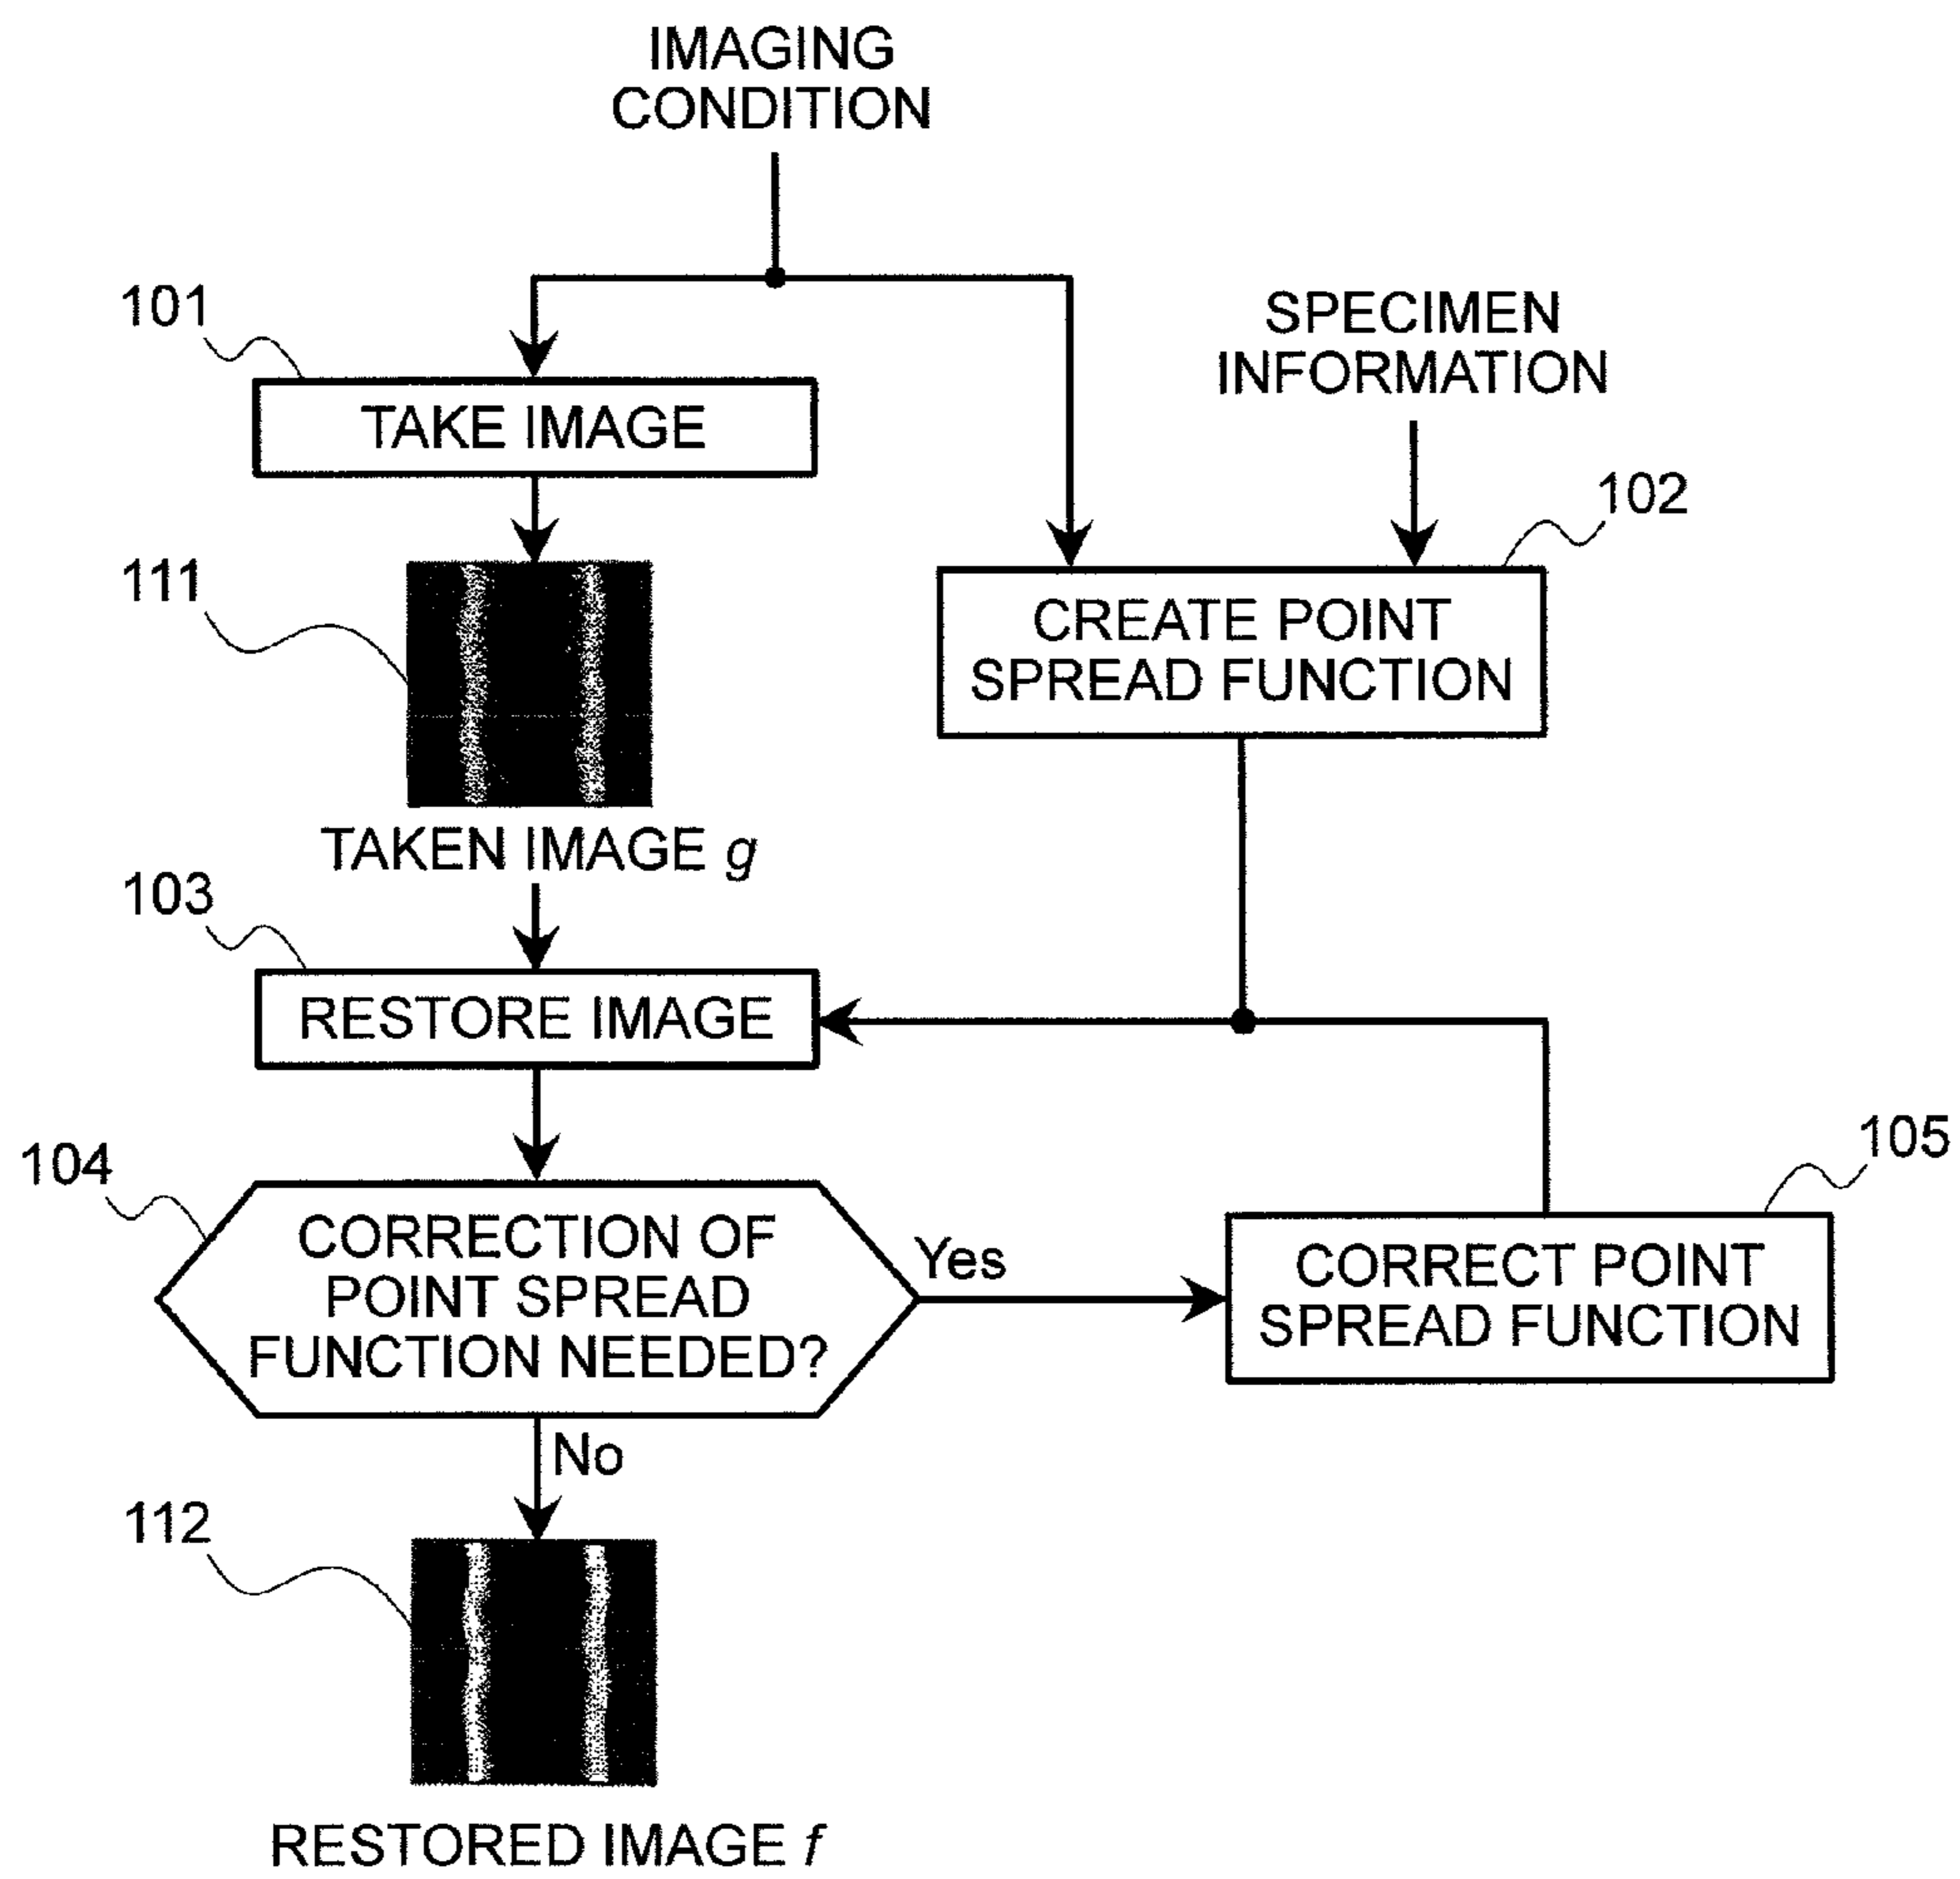 IMAGING
CONDITION
101
SPECIMEN
INFORMATION
TAKE IMAGE
102
111
CREATE POINT
SPREAD FUNCTION
TAKEN IMAGE g
103
RESTORE IMAGE
104
105
CORRECTION OF
POINT SPREAD
FUNCTION NEEDED?
Yes
CORRECT POINT
SPREAD FUNCTION
No
112
RESTORED IMAGE f